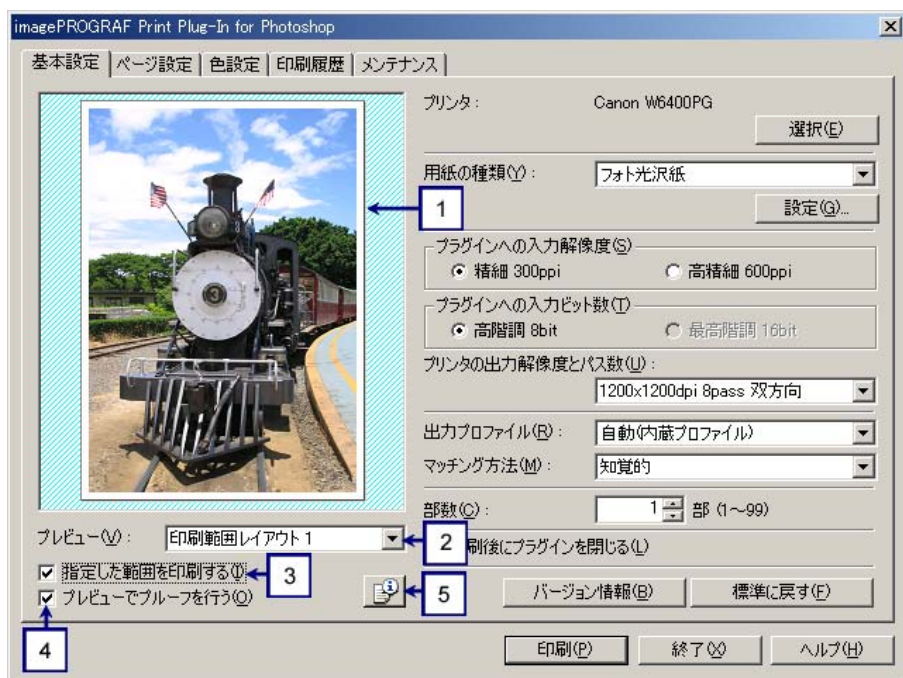 imagePROGRAF Print Plug-In for Photoshop
基本設定 ページ設定 色設定 印刷履歴 メンテナンス
プリンタ： Canon W6400PG
選択(E)
用紙の種類(Y)： フォト光沢紙
設定(G)...
プラグインへの入力解像度(S)
精細 300ppi 高精細 600ppi
プラグインへの入力ビット数(T)
高階調 8bit 最高階調 16bit
プリンタの出力解像度とパス数(U)：
1200x1200dpi 8pass 双方向
出力プロファイル(R)： 自動(内蔵プロファイル)
マッチング方法(M)： 知覚的
部数(C)： 1 部 (1～99)
刷後にプラグインを閉じる(L)
プレビュー(V)： 印刷範囲レイアウト 1
指定した範囲を印刷する(I)
プレビューでプルーフを行う(O)
バージョン情報(B) 標準に戻す(F)
印刷(P) 終了(X) ヘルプ(H)
1
2
3
4
5
3